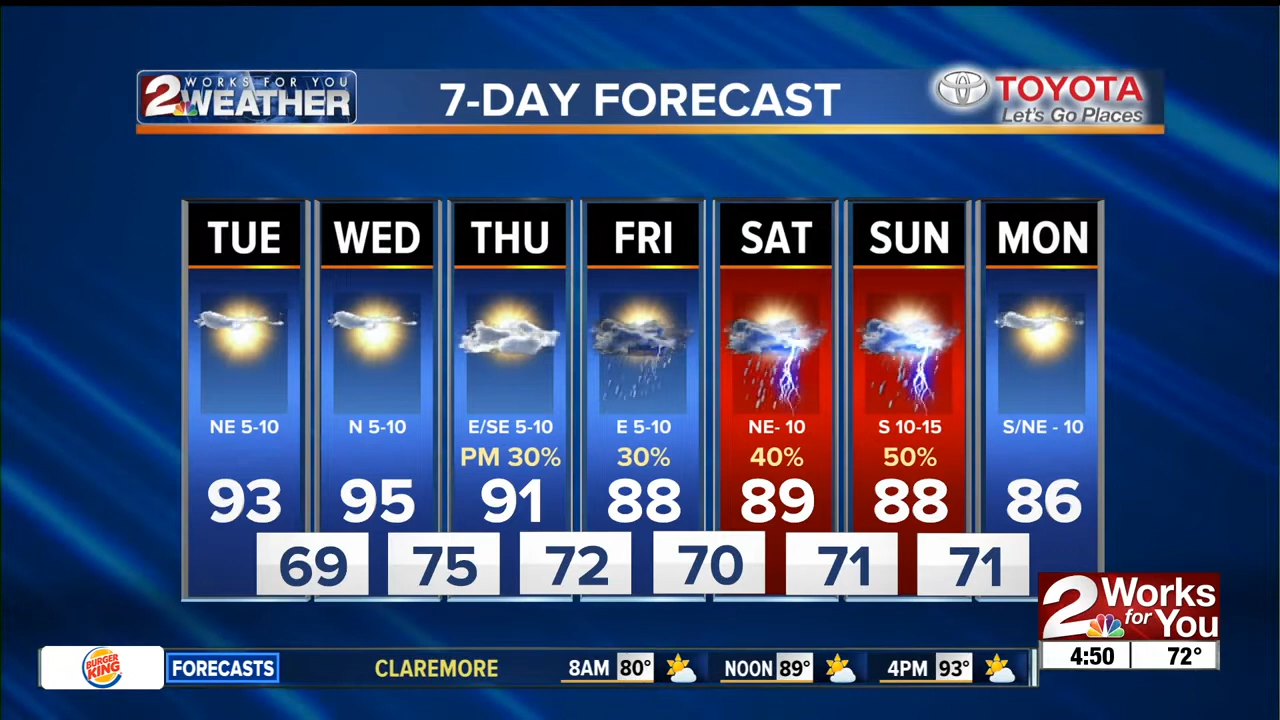 2 WORKS FOR YOU
WEATHER
7-DAY FORECAST
TOYOTA
Let's Go Places
TUE WED THU FRI SAT SUN MON
NE 5-10 N 5-10 E/SE 5-10 E 5-10 NE- 10 S 10-15 S/NE - 10
PM 30% 30% 40% 50%
93 95 91 88 89 88 86
69 75 72 70 71 71
2 Works for You
4:50 72°
BURGER KING
FORECASTS CLAREMORE 8AM 80° NOON 89° 4PM 93°